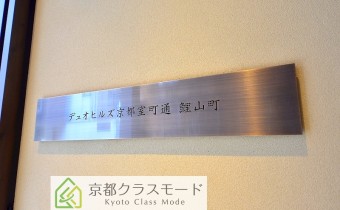 デュオヒルズ京都室町通 鯉山町
京都クラスモード
Kyoto Class Mode